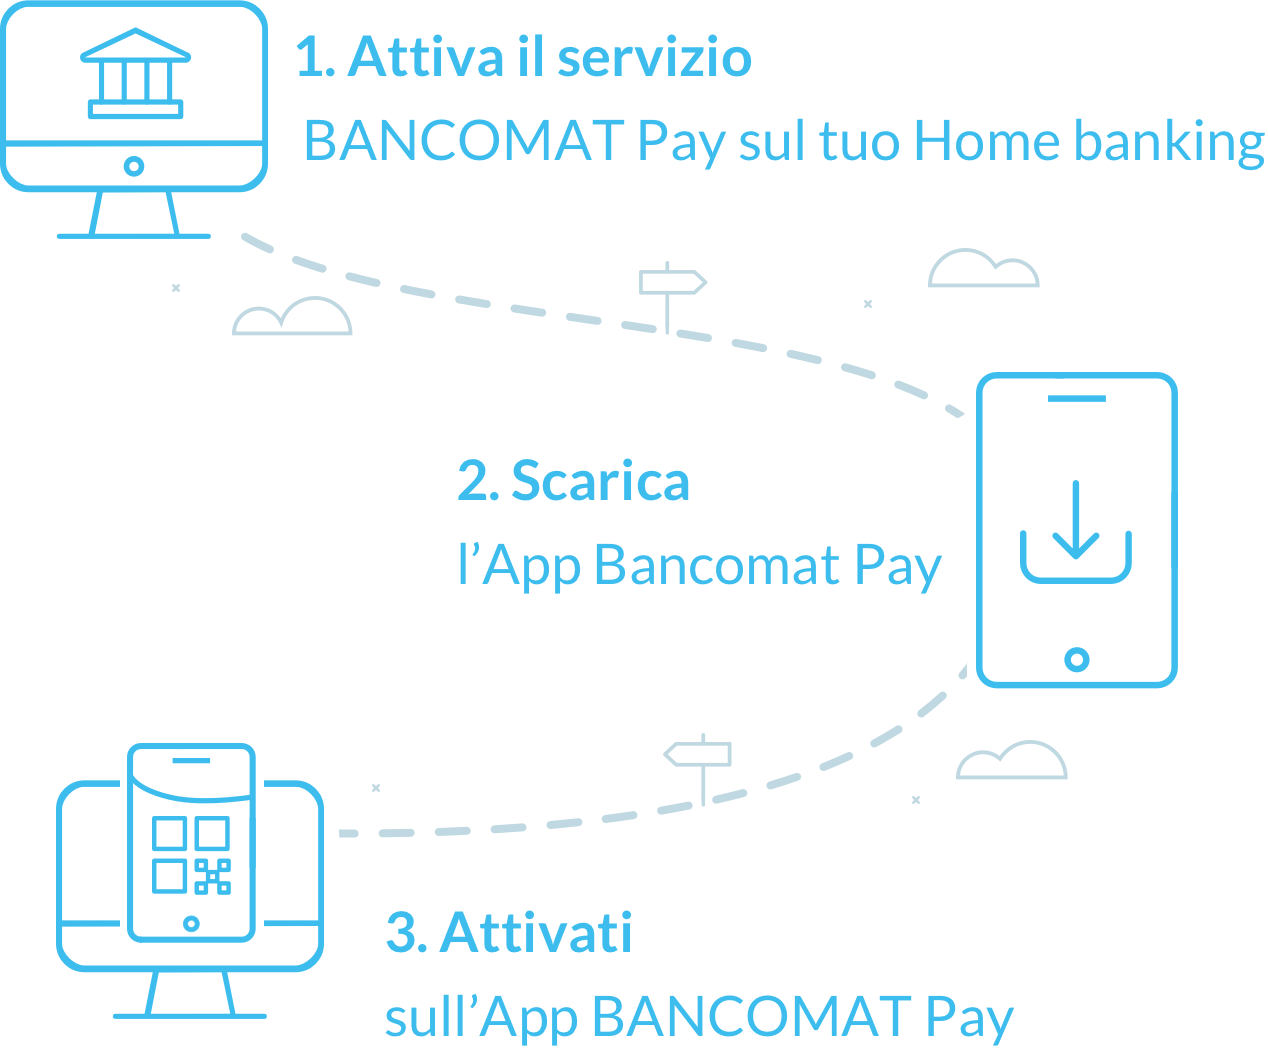 1. Attiva il servizio
BANCOMAT Pay sul tuo Home banking
2. Scarica
l’App Bancomat Pay
3. Attivati
sull’App BANCOMAT Pay